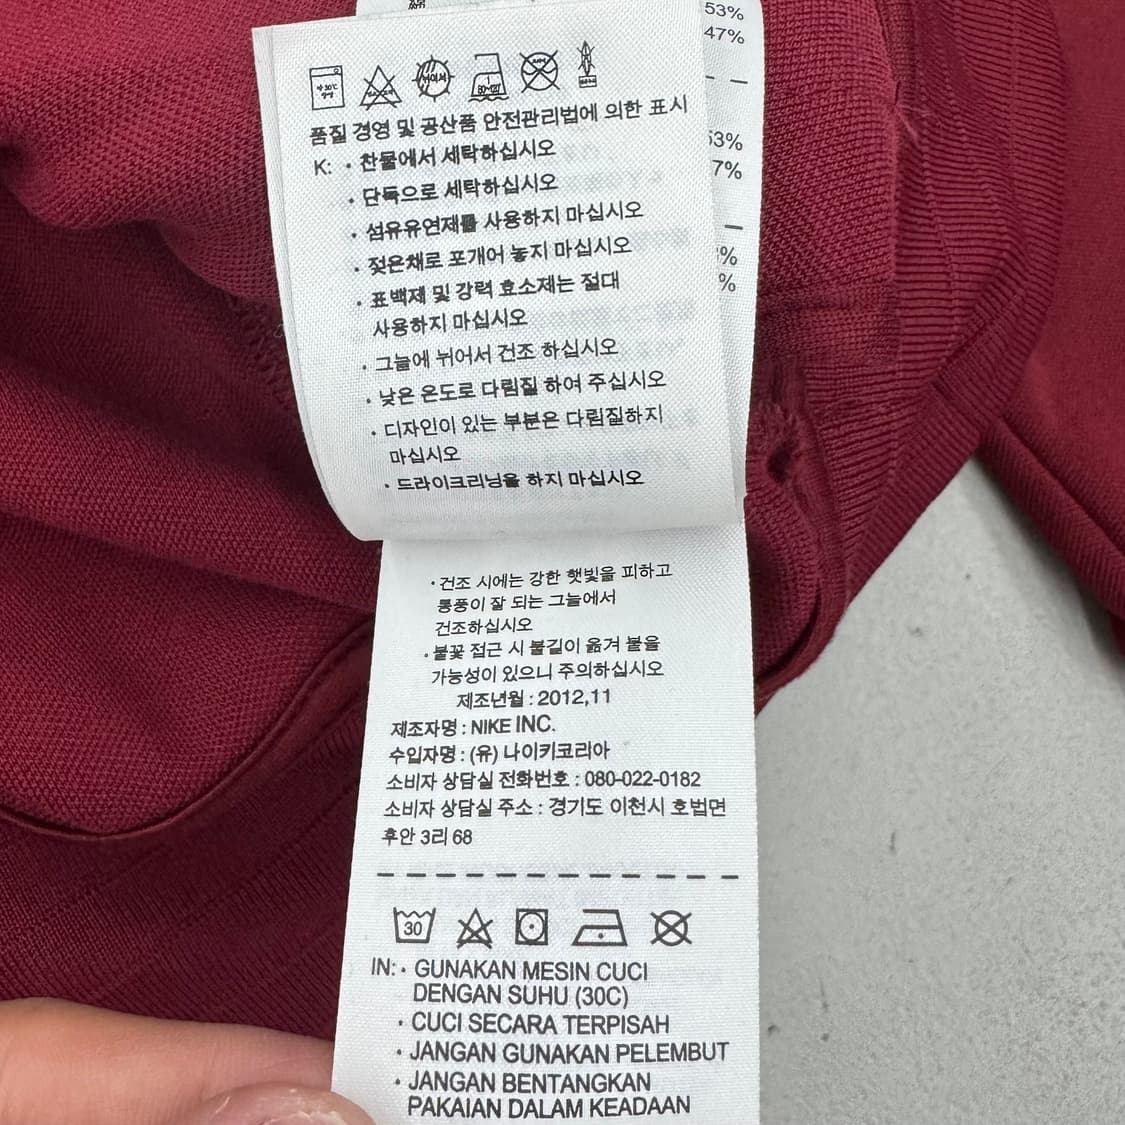 53%
47%
53%
7%
%
%
품질 경영 및 공산품 안전관리법에 의한 표시
K: · 찬물에서 세탁하십시오
· 단독으로 세탁하십시오
· 섬유유연제를 사용하지 마십시오
· 젖은채로 포개어 놓지 마십시오
· 표백제 및 강력 효소제는 절대
사용하지 마십시오
· 그늘에 뉘어서 건조 하십시오
· 낮은 온도로 다림질 하여 주십시오
· 디자인이 있는 부분은 다림질하지
마십시오
· 드라이크리닝을 하지 마십시오
· 건조 시에는 강한 햇빛을 피하고
통풍이 잘 되는 그늘에서
건조하십시오
· 불꽃 접근 시 불길이 옮겨 붙을
가능성이 있으니 주의하십시오
제조년월 : 2012,11
제조자명 : NIKE INC.
수입자명 : (유) 나이키코리아
소비자 상담실 전화번호 : 080-022-0182
소비자 상담실 주소 : 경기도 이천시 호법면
후안 3리 68
30
IN: · GUNAKAN MESIN CUCI
DENGAN SUHU (30C)
· CUCI SECARA TERPISAH
· JANGAN GUNAKAN PELEMBUT
· JANGAN BENTANGKAN
PAKAIAN DALAM KEADAAN